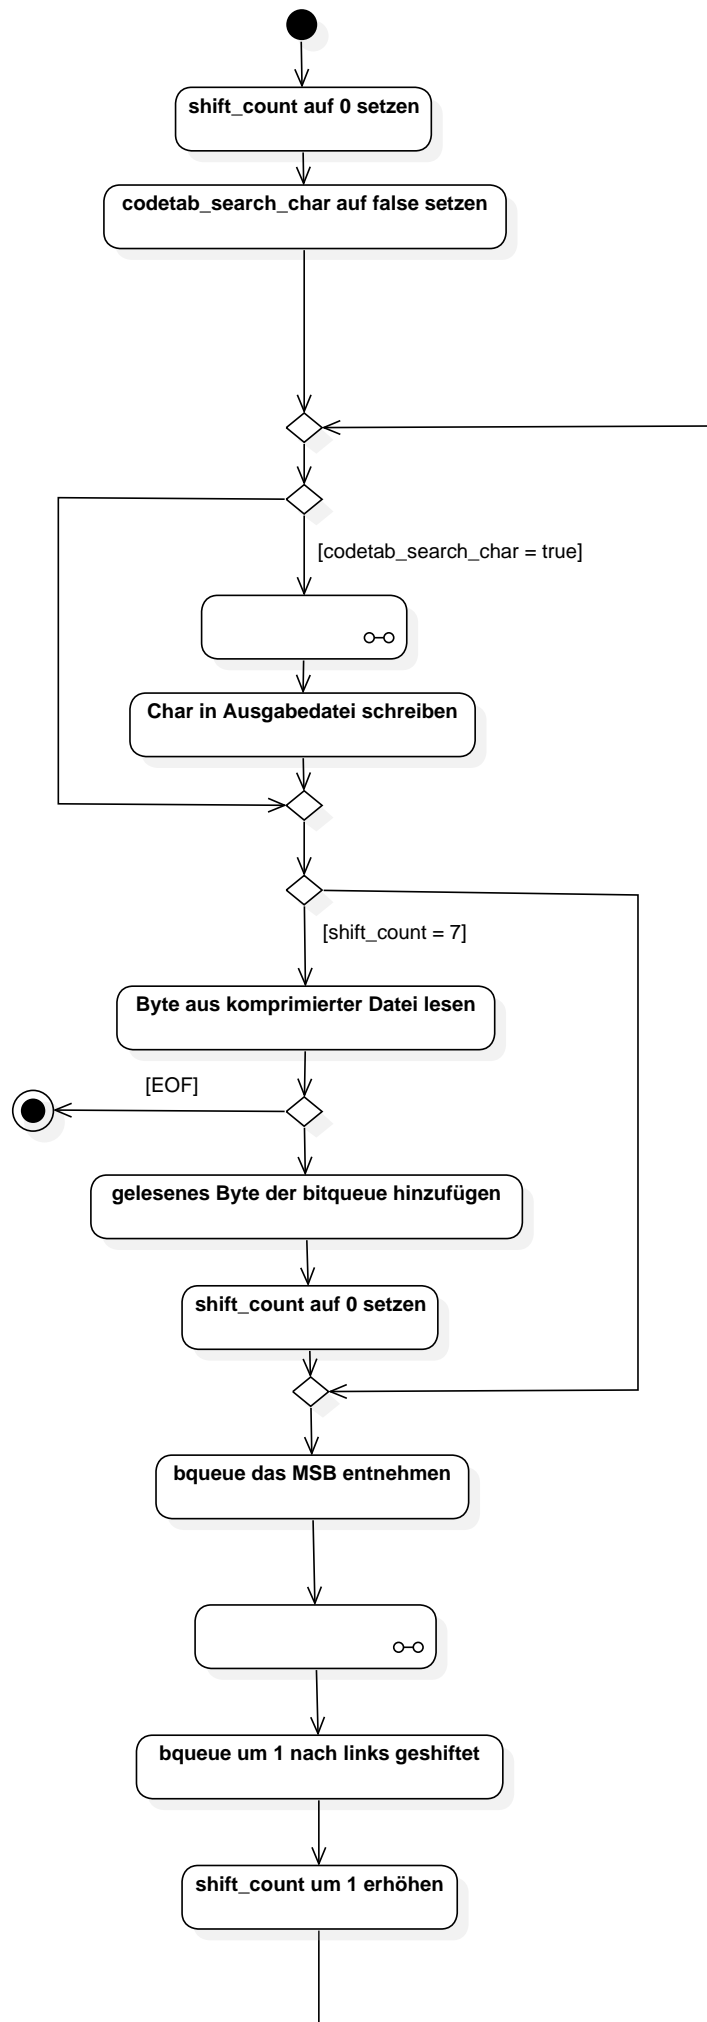 shift_count auf 0 setzen
codetab_search_char auf false setzen
[codetab_search_char = true]
Char in Ausgabedatei schreiben
[shift_count = 7]
Byte aus komprimierter Datei lesen
[EOF]
gelesenes Byte der bitqueue hinzufügen
shift_count auf 0 setzen
bqueue das MSB entnehmen
bqueue um 1 nach links geshiftet
shift_count um 1 erhöhen